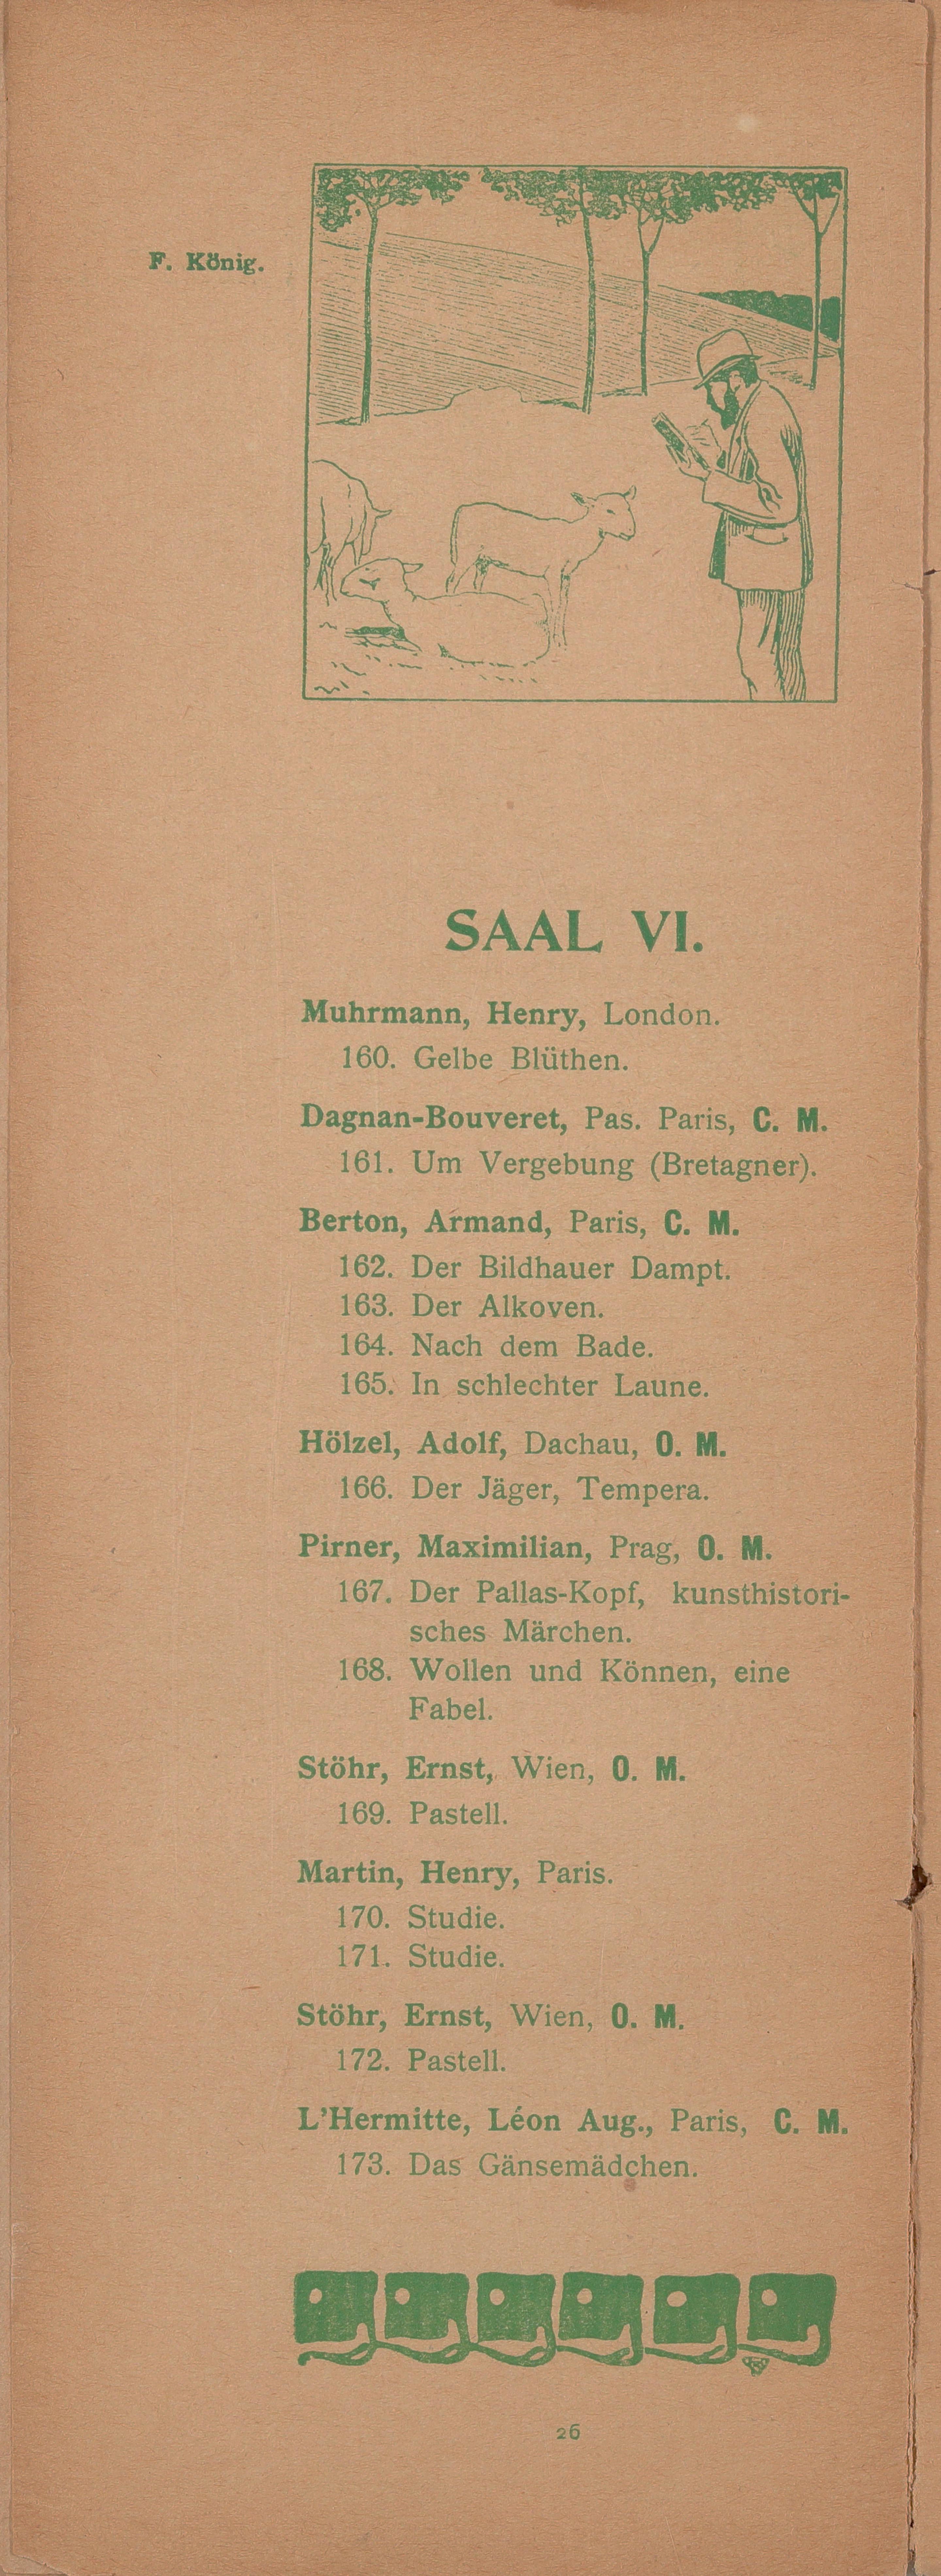 F. König.
SAAL VI.
Muhrmann, Henry, London.
160. Gelbe Blüthen.
Dagnan-Bouveret, Pas. Paris, C. M.
161. Um Vergebung (Bretagner).
Berton, Armand, Paris, C. M.
162. Der Bildhauer Dampt.
163. Der Alkoven.
164. Nach dem Bade.
165. In schlechter Laune.
Hölzel, Adolf, Dachau, O. M.
166. Der Jäger, Tempera.
Pirner, Maximilian, Prag, O. M.
167. Der Pallas-Kopf, kunsthistori-
sches Märchen.
168. Wollen und Können, eine
Fabel.
Stöhr, Ernst, Wien, O. M.
169. Pastell.
Martin, Henry, Paris.
170. Studie.
171. Studie.
Stöhr, Ernst, Wien, O. M.
172. Pastell.
L'Hermitte, Léon Aug., Paris, C. M.
173. Das Gänsemädchen.
26